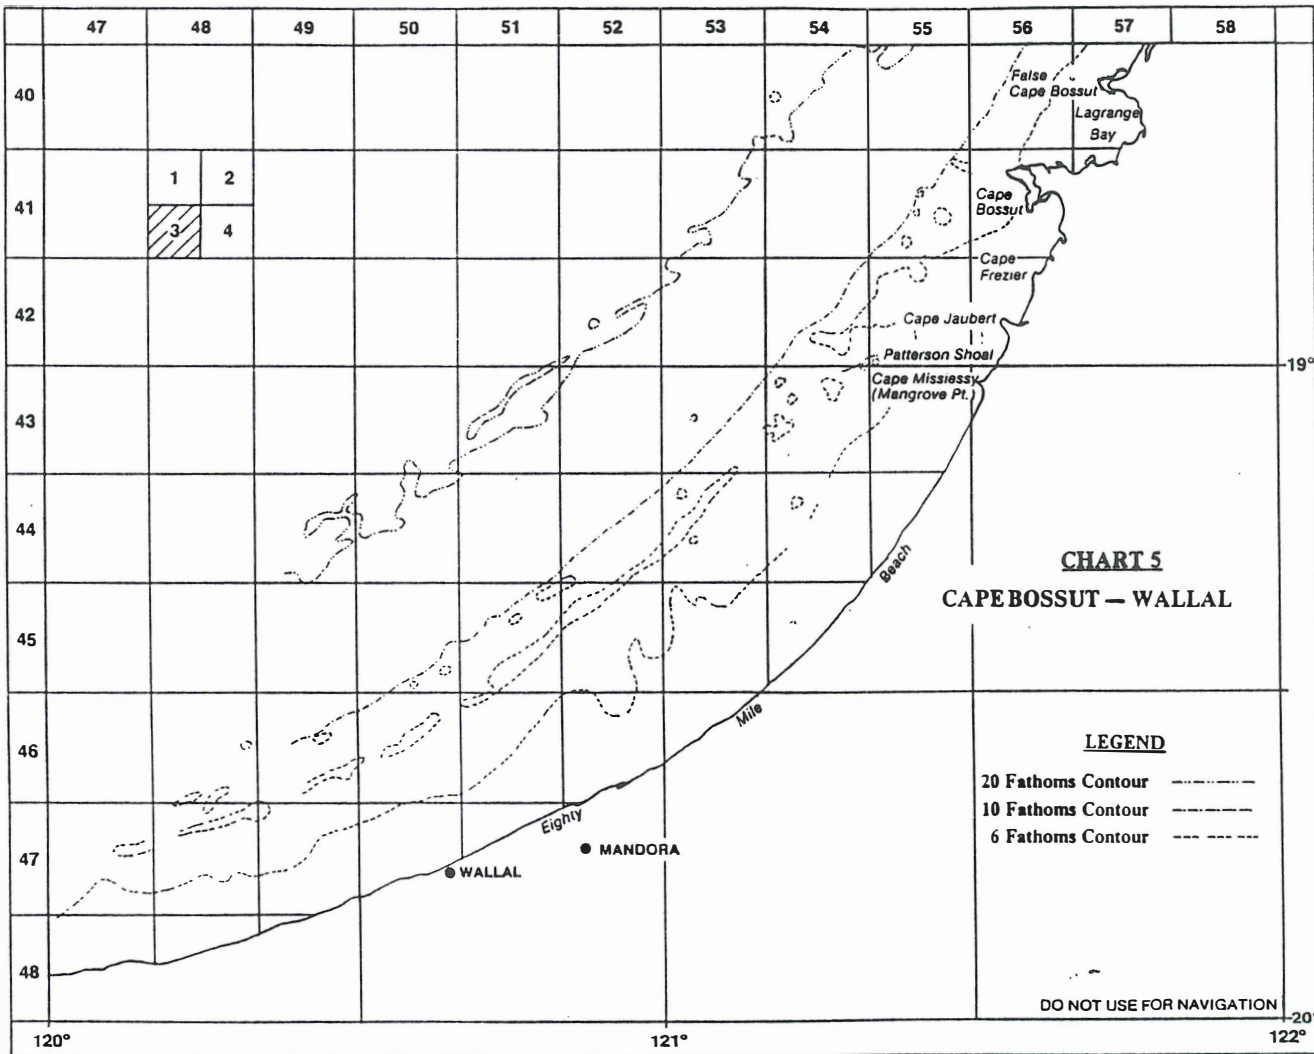 47 48 49 50 51 52 53 54 55 56 57 58
40
False
Cape Bossut
Lagrange
Bay
1 2
41
Cape
Bossut
3 4
Cape
Frezier
42
Cape Jaubert
Patterson Shoal
19°
Cape Missiessy
(Mangrove Pt.)
43
44
Beach
CHART 5
CAPE BOSSUT — WALLAL
45
Mile
46
LEGEND
20 Fathoms Contour
10 Fathoms Contour
6 Fathoms Contour
Eighty
47
MANDORA
WALLAL
48
DO NOT USE FOR NAVIGATION
20°
120° 121° 122°